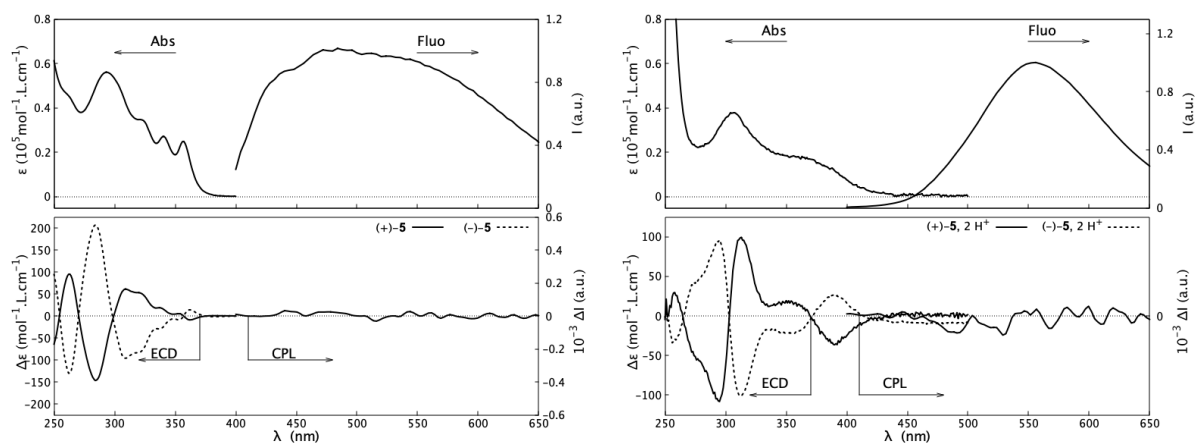 0.8
0.6
0.4
0.2
0
ε (10⁵mol⁻¹.L.cm⁻¹)
Abs
Fluo
1.2
0.8
0.4
0
I (a.u.)
200
150
100
50
0
-50
-100
-150
-200
Δε (mol⁻¹.L.cm⁻¹)
(+)-5
(-)-5
ECD
CPL
0.6
0.4
0.2
0
-0.2
-0.4
-0.6
10⁻³ ΔI (a.u.)
250 300 350 400 450 500 550 600 650
λ (nm)
0.8
0.6
0.4
0.2
0
ε (10⁵mol⁻¹.L.cm⁻¹)
Abs
Fluo
1.2
0.8
0.4
0
I (a.u.)
100
50
0
-50
-100
Δε (mol⁻¹.L.cm⁻¹)
(+)-5, 2 H⁺
(-)-5, 2 H⁺
ECD
CPL
0
10⁻³ ΔI (a.u.)
250 300 350 400 450 500 550 600 650
λ (nm)